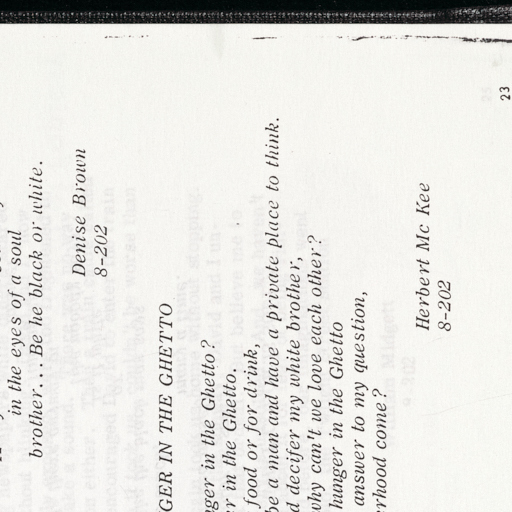 in the eyes of a soul
brother... Be he black or white.
Denise Brown
8-202
GER IN THE GHETTO
ger in the Ghetto?
r in the Ghetto.
food or for drink,
be a man and have a private place to think.
d decifer my white brother,
why can't we love each other?
hunger in the Ghetto
answer to my question,
rhood come?
Herbert Mc Kee
8-202
23